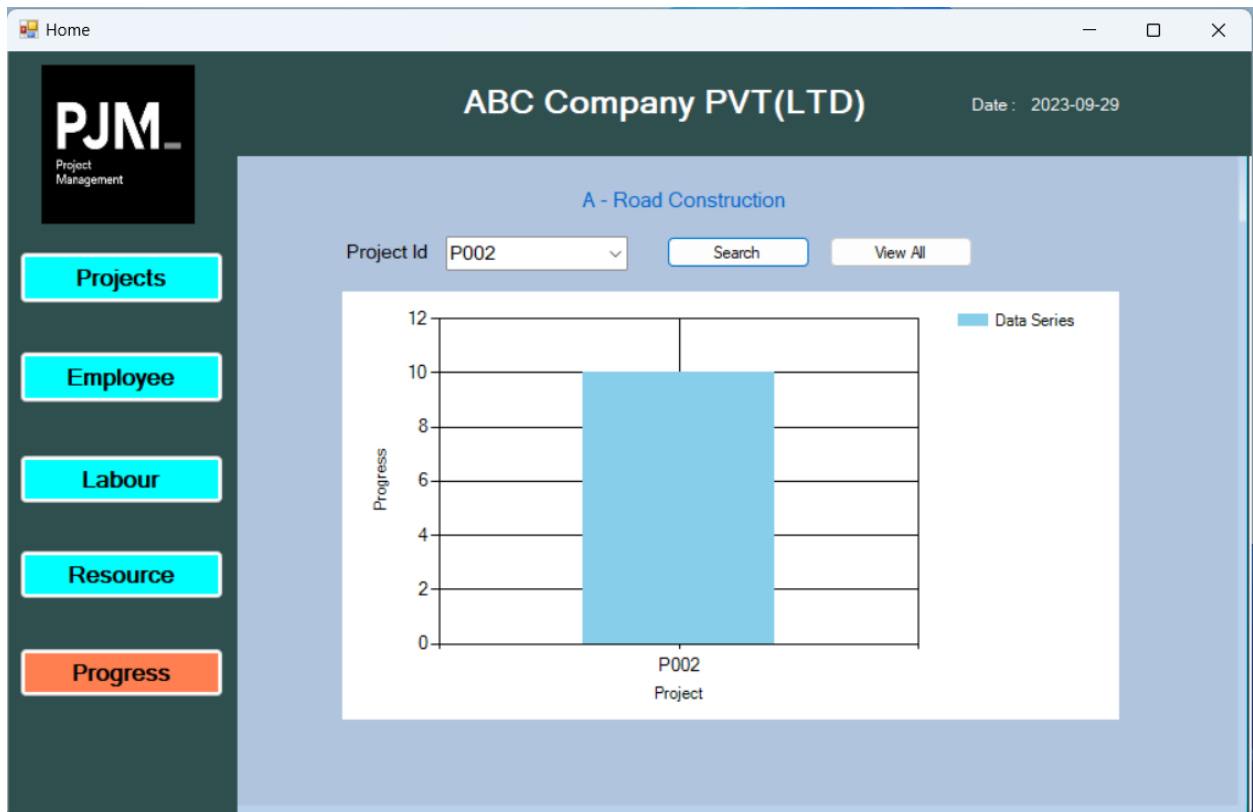 Home
ABC Company PVT(LTD)
Date : 2023-09-29
PJM_
Project
Management
Projects
Employee
Labour
Resource
Progress
A - Road Construction
Project Id P002 Search View All
Data Series
12
10
8
6
4
2
0
Progress
P002
Project